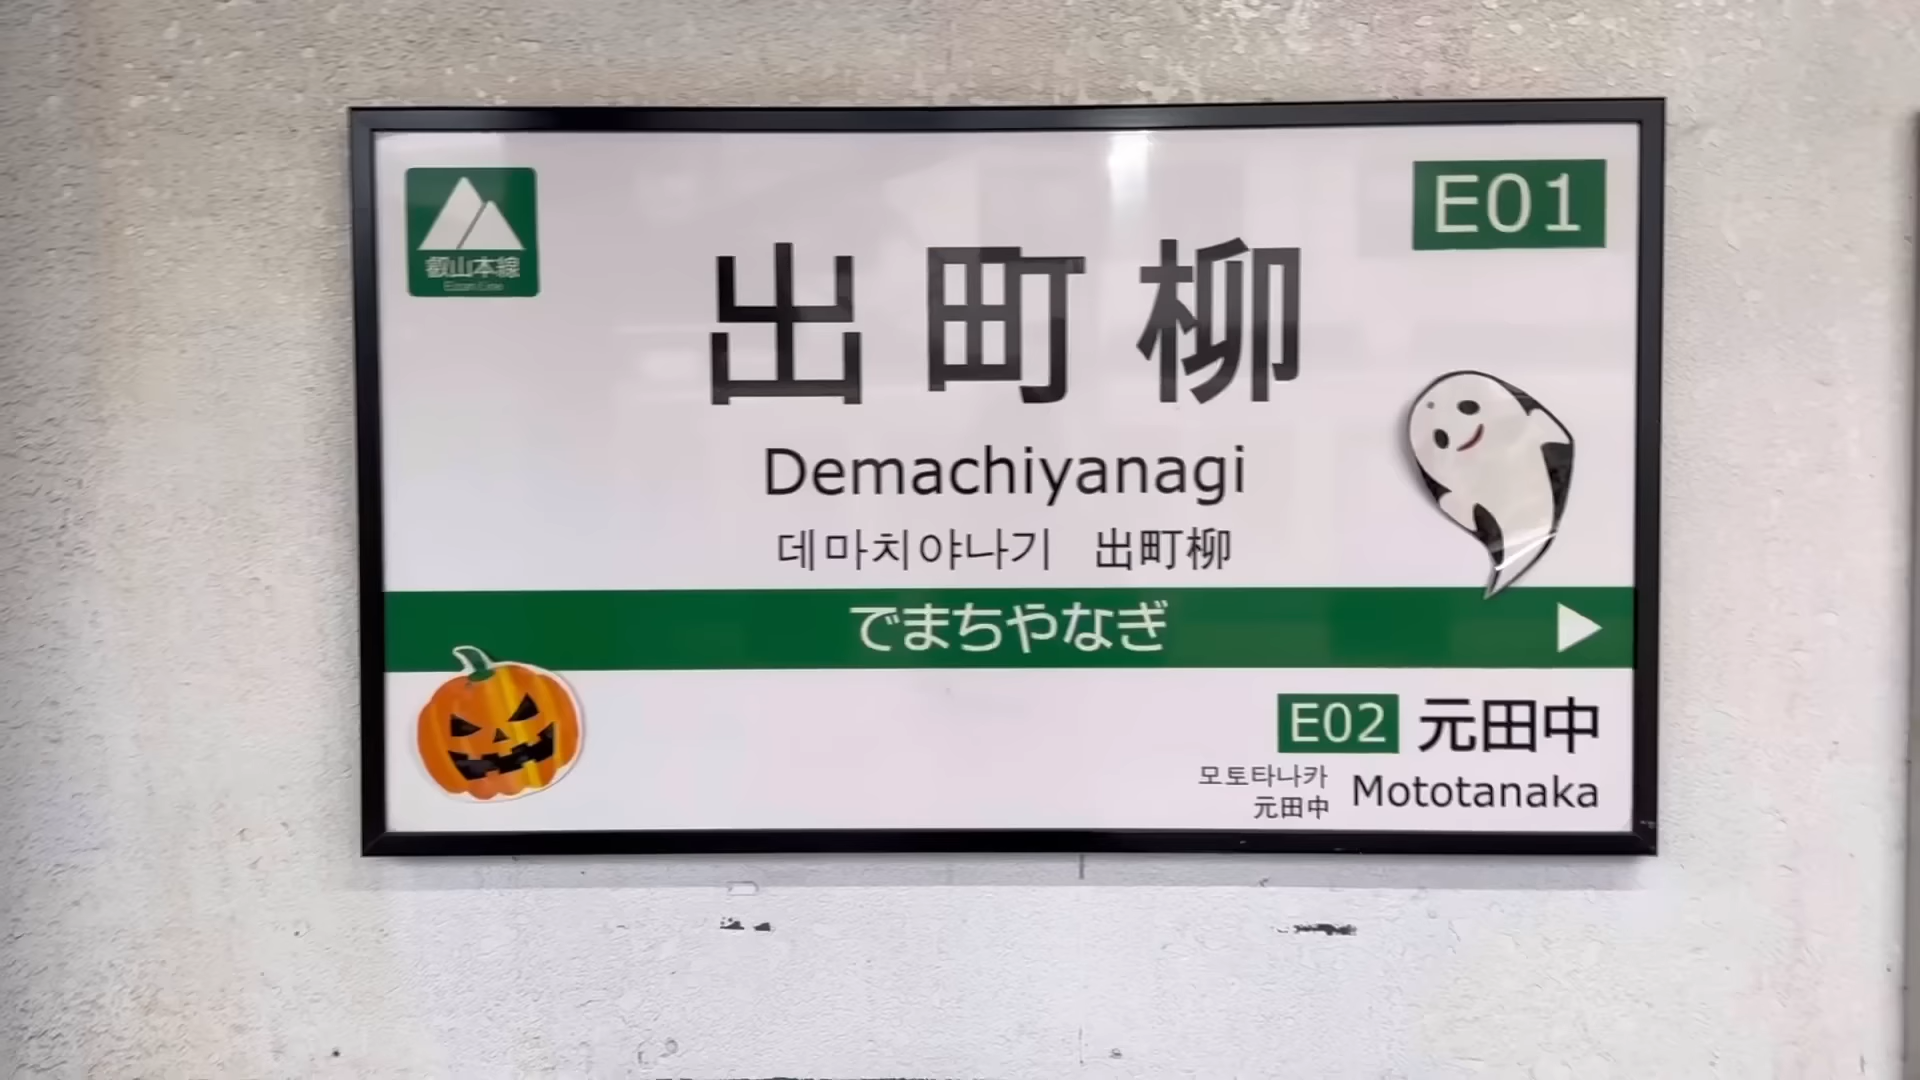 叡山本線
Eizan Line
E01
出町柳
Demachiyanagi
데마치야나기 出町柳
でまちやなぎ
E02 元田中
모토타나카
元田中
Mototanaka